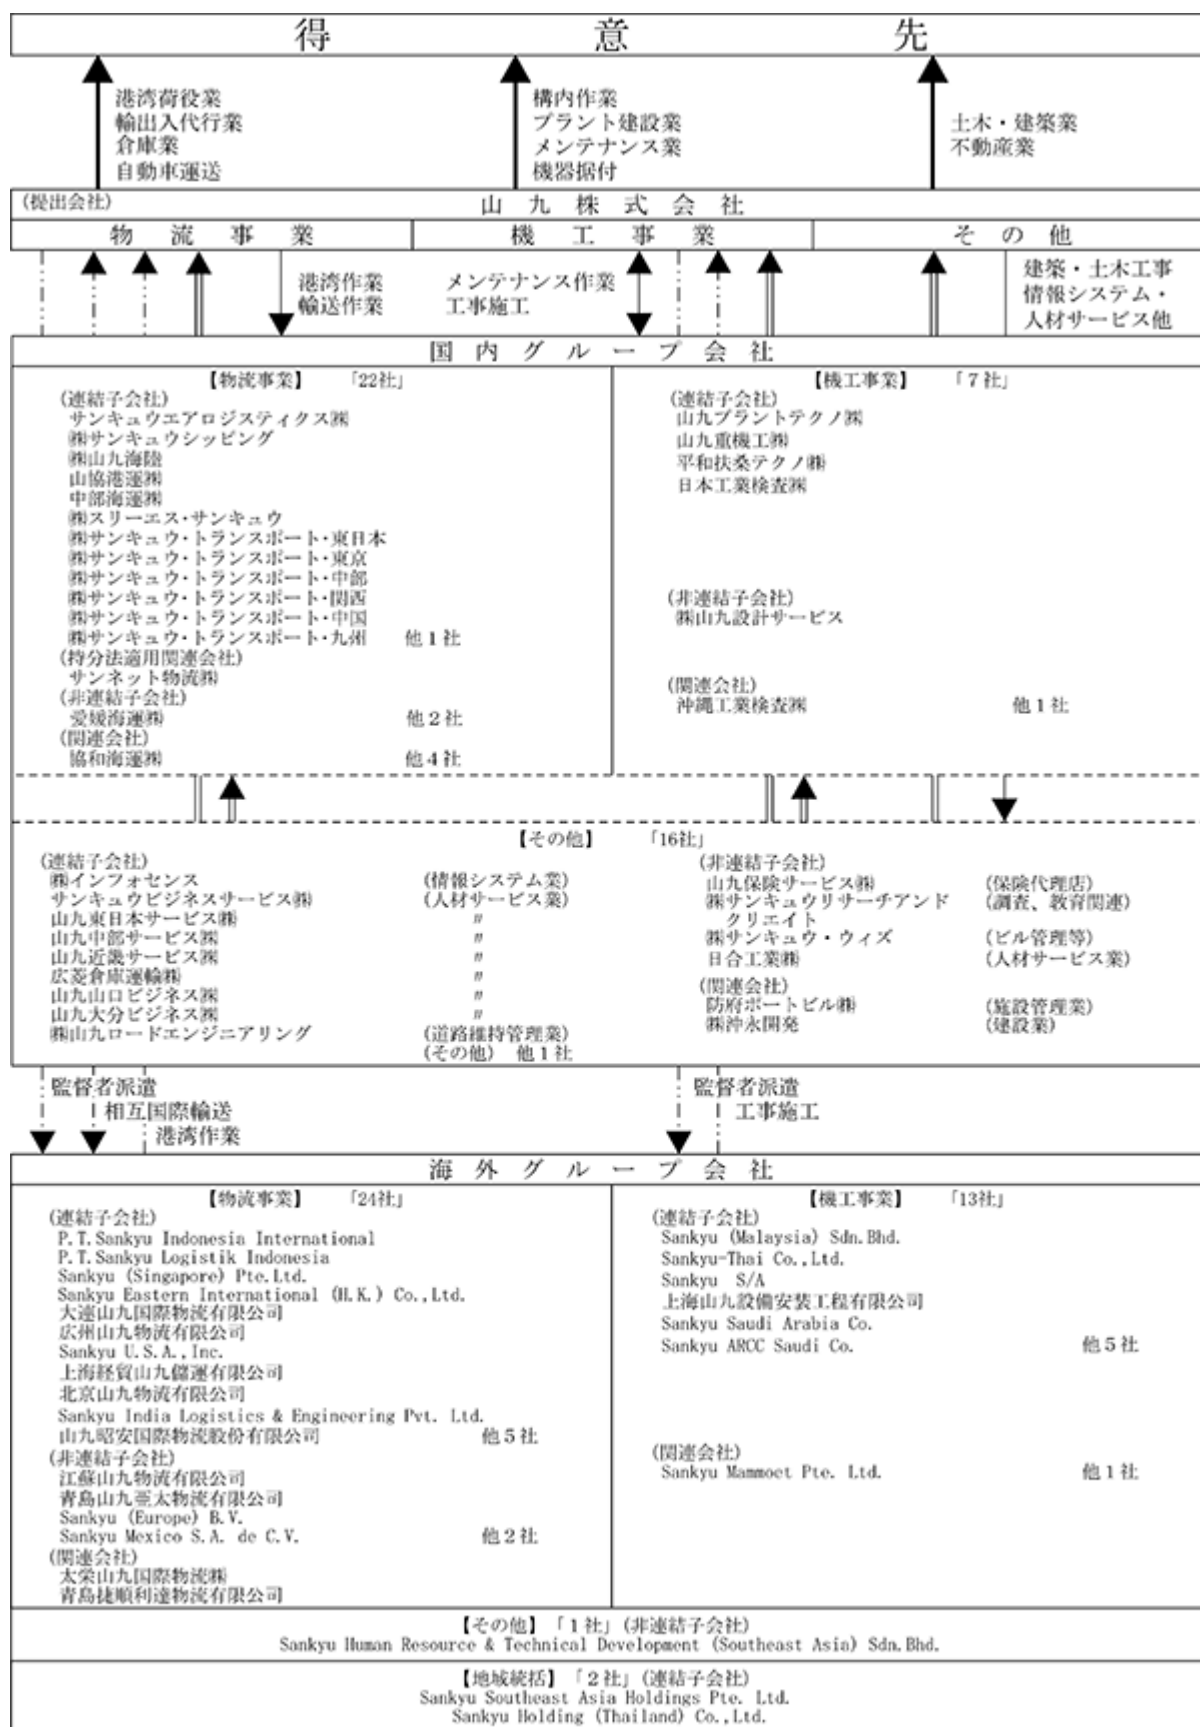 得意先
港湾荷役業
輸出入代行業
倉庫業
自動車運送
構内作業
プラント建設業
メンテナンス業
機器据付
土木・建築業
不動産業
(提出会社)
山九株式会社
物流事業
機工事業
その他
港湾作業
輸送作業
メンテナンス作業
工事施工
建築・土木工事
情報システム・
人材サービス他
国内グループ会社
【物流事業】 「22社」
(連結子会社)
サンキュウエアロジスティクス㈱
㈱サンキュウシッピング
㈱山九海陸
山協港運㈱
中部海運㈱
㈱スリーエス・サンキュウ
㈱サンキュウ・トランスポート・東日本
㈱サンキュウ・トランスポート・東京
㈱サンキュウ・トランスポート・中部
㈱サンキュウ・トランスポート・関西
㈱サンキュウ・トランスポート・中国
㈱サンキュウ・トランスポート・九州 他1社
(持分法適用関連会社)
サンネット物流㈱
(非連結子会社)
愛媛海運㈱ 他2社
(関連会社)
協和海運㈱ 他4社
【機工事業】 「7社」
(連結子会社)
山九プラントテクノ㈱
山九重機工㈱
平和扶桑テクノ㈱
日本工業検査㈱
(非連結子会社)
㈱山九設計サービス
(関連会社)
沖縄工業検査㈱ 他1社
【その他】 「16社」
(連結子会社)
㈱インフォセンス (情報システム業)
サンキュウビジネスサービス㈱ (人材サービス業)
山九東日本サービス㈱ 〃
山九中部サービス㈱ 〃
山九近畿サービス㈱ 〃
広菱倉庫運輸㈱ 〃
山九山口ビジネス㈱ 〃
山九大分ビジネス㈱ 〃
㈱山九ロードエンジニアリング (道路維持管理業)
(その他) 他1社
(非連結子会社)
山九保険サービス㈱ (保険代理店)
㈱サンキュウリサーチアンド (調査、教育関連)
クリエイト
㈱サンキュウ・ウィズ (ビル管理等)
日合工業㈱ (人材サービス業)
(関連会社)
防府ポートビル㈱ (施設管理業)
㈱沖永開発 (建設業)
監督者派遣
相互国際輸送
港湾作業
監督者派遣
工事施工
海外グループ会社
【物流事業】 「24社」
(連結子会社)
P.T.Sankyu Indonesia International
P.T.Sankyu Logistik Indonesia
Sankyu (Singapore) Pte.Ltd.
Sankyu Eastern International (H.K.) Co.,Ltd.
大連山九国際物流有限公司
広州山九物流有限公司
Sankyu U.S.A.,Inc.
上海経貿山九儲運有限公司
北京山九物流有限公司
Sankyu India Logistics & Engineering Pvt. Ltd.
山九昭安国際物流股份有限公司 他5社
(非連結子会社)
江蘇山九物流有限公司
青島山九亜太物流有限公司
Sankyu (Europe) B.V.
Sankyu Mexico S.A. de C.V. 他2社
(関連会社)
太栄山九国際物流㈱
青島捷順利達物流有限公司
【機工事業】 「13社」
(連結子会社)
Sankyu (Malaysia) Sdn.Bhd.
Sankyu-Thai Co.,Ltd.
Sankyu S/A
上海山九設備安装工程有限公司
Sankyu Saudi Arabia Co.
Sankyu ARCC Saudi Co. 他5社
(関連会社)
Sankyu Mammoet Pte. Ltd. 他1社
【その他】「1社」(非連結子会社)
Sankyu Human Resource & Technical Development (Southeast Asia) Sdn.Bhd.
【地域統括】「2社」(連結子会社)
Sankyu Southeast Asia Holdings Pte. Ltd.
Sankyu Holding (Thailand) Co.,Ltd.